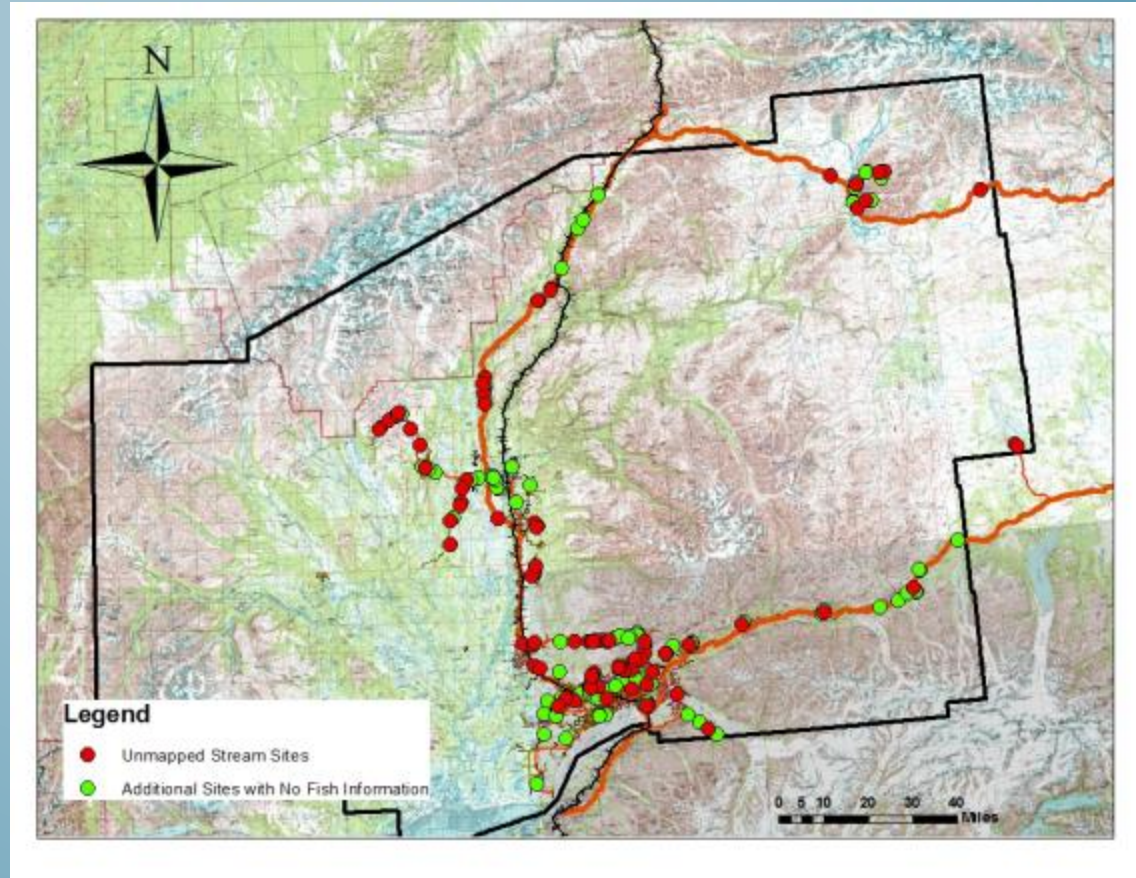 N
Legend
Unmapped Stream Sites
Additional Sites with No Fish Information
0 5 10 20 30 40
Miles